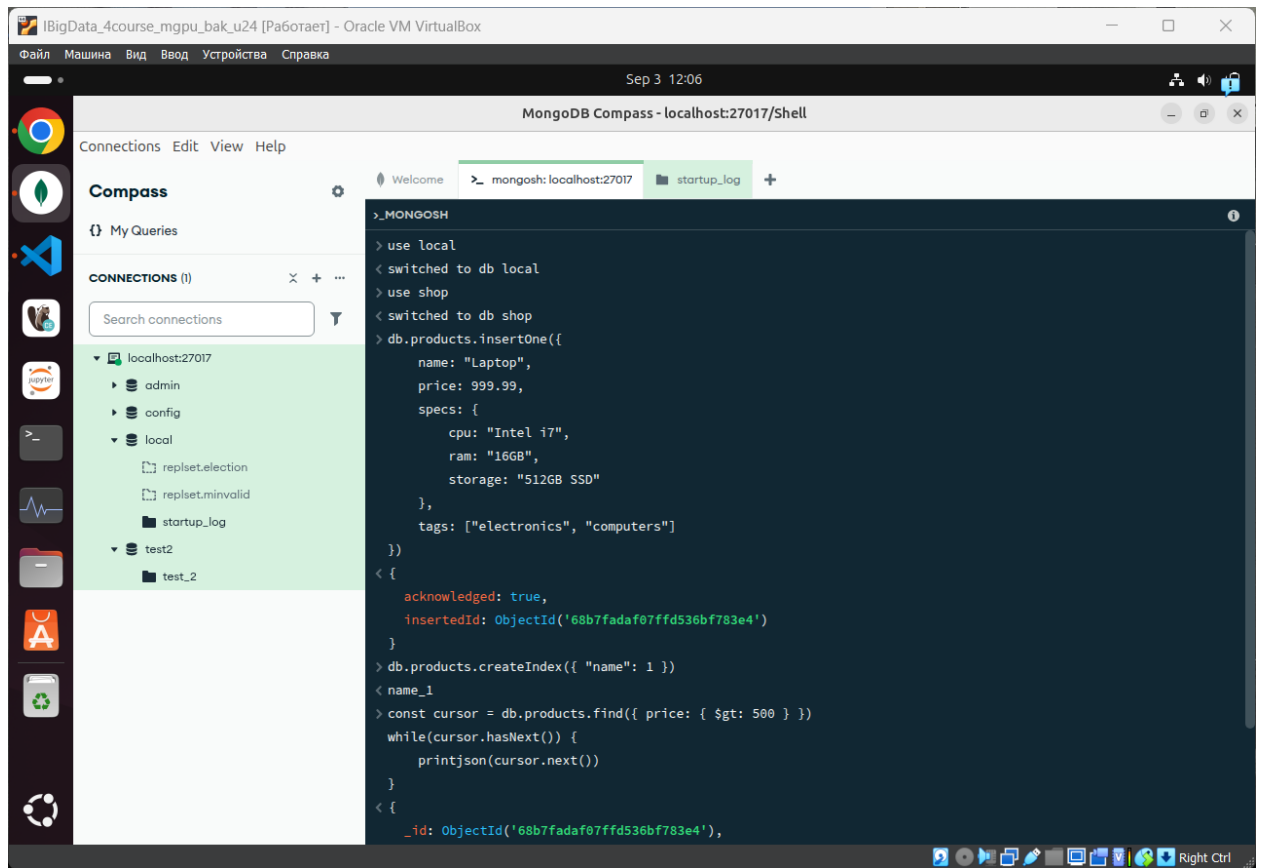 IBigData_4course_mgpu_bak_u24 [Работает] - Oracle VM VirtualBox
Файл Машина Вид Ввод Устройства Справка
Sep 3 12:06
MongoDB Compass - localhost:27017/Shell
Connections Edit View Help
Compass
{} My Queries
CONNECTIONS (1)
Search connections
localhost:27017
admin
config
local
replset.election
replset.minvalid
startup_log
test2
test_2
Welcome
>_ mongosh: localhost:27017
startup_log
>_MONGOSH
> use local
< switched to db local
> use shop
< switched to db shop
> db.products.insertOne({
name: "Laptop",
price: 999.99,
specs: {
cpu: "Intel i7",
ram: "16GB",
storage: "512GB SSD"
},
tags: ["electronics", "computers"]
})
< {
acknowledged: true,
insertedId: ObjectId('68b7fadaf07ffd536bf783e4')
}
> db.products.createIndex({ "name": 1 })
< name_1
> const cursor = db.products.find({ price: { $gt: 500 } })
while(cursor.hasNext()) {
printjson(cursor.next())
}
< {
_id: ObjectId('68b7fadaf07ffd536bf783e4'),
jupyter
Right Ctrl